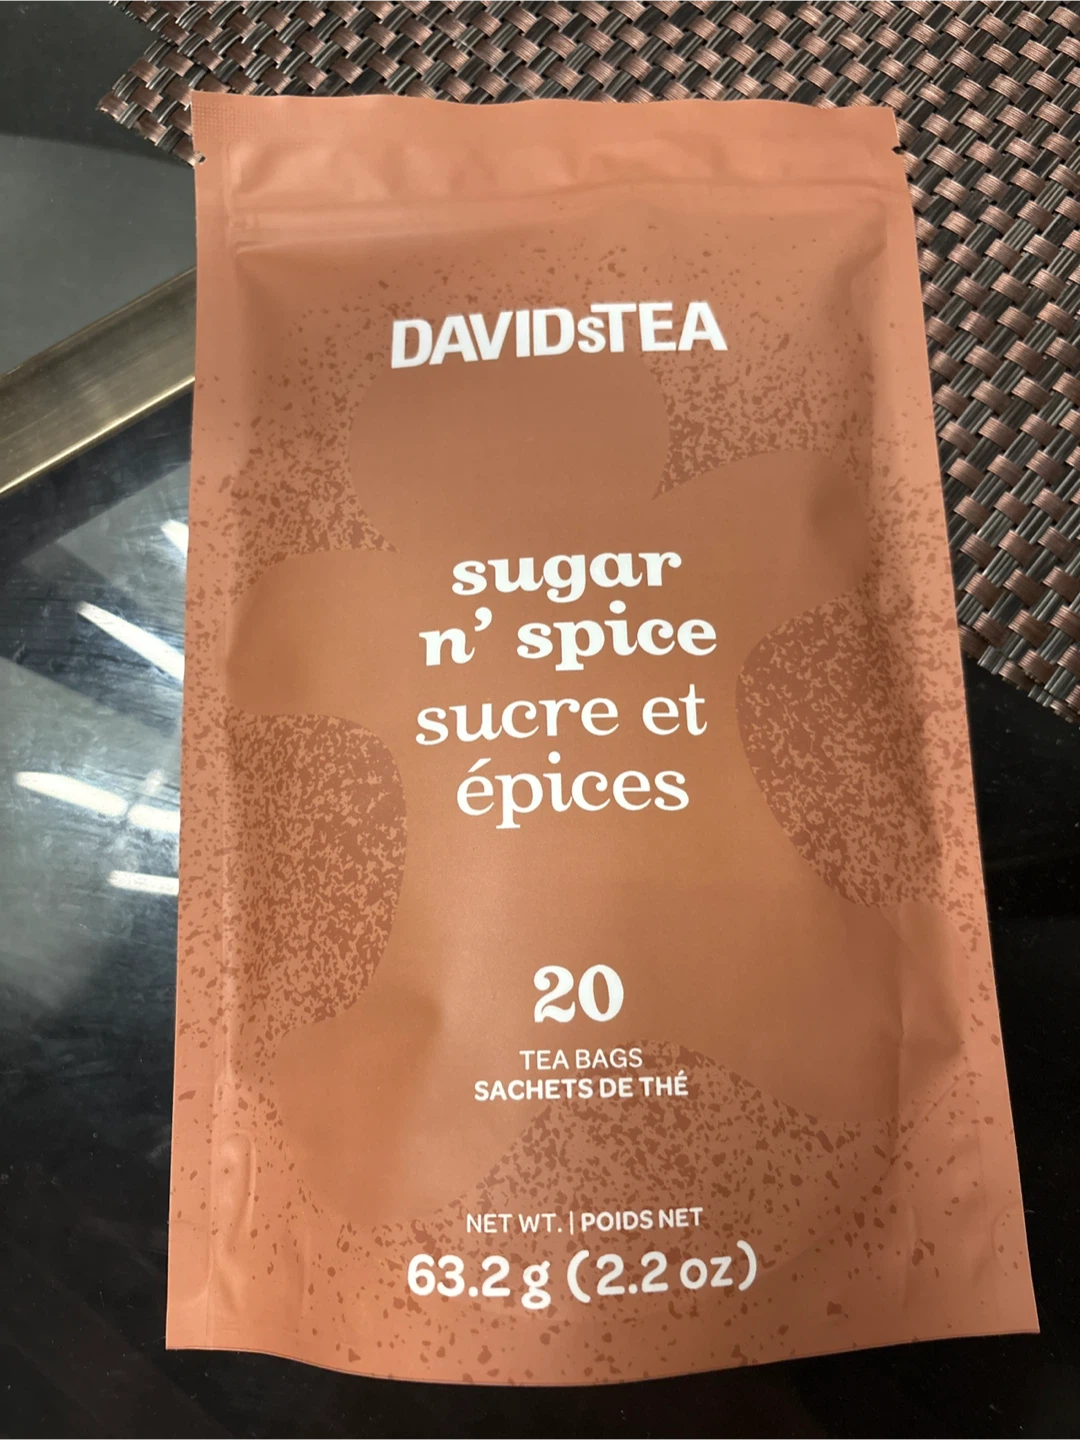 DAVIDsTEA
sugar
n' spice
sucre et
épices
20
TEA BAGS
SACHETS DE THÉ
NET WT. | POIDS NET
63.2 g (2.2 oz)